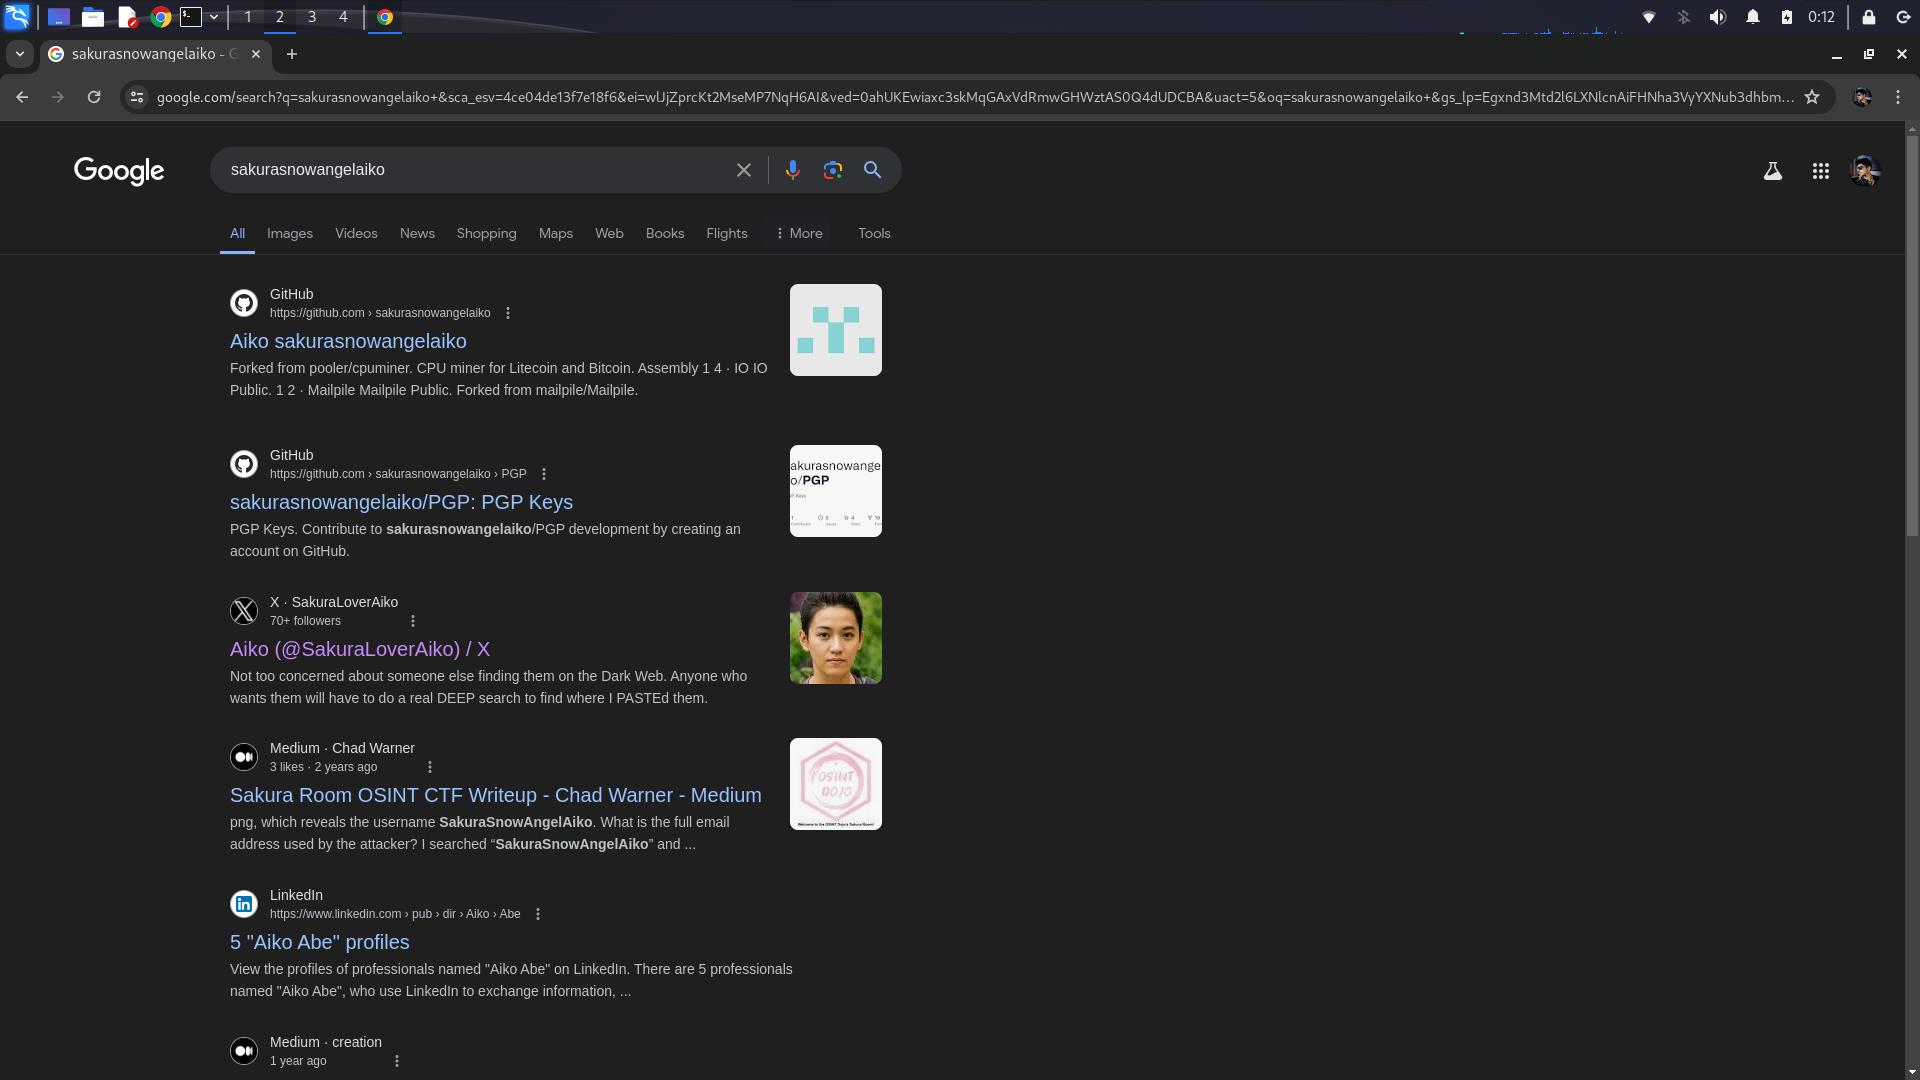 1 2 3 4 0:12
sakurasnowangelaiko - G
google.com/search?q=sakurasnowangelaiko+&sca_esv=4ce04de13f7e18f6&ei=wlJjZprcKt2MseMP7NqH6AI&ved=0ahUKEwiaxc3skMqGAxVdRmwGHWztAS0Q4dUDCBA&uact=5&oq=sakurasnowangelaiko+&gs_lp=Egxnd3Mtd2l6LXNlcnAiFHNha3VyYXNub3dhbm...
Google
sakurasnowangelaiko
All Images Videos News Shopping Maps Web Books Flights More Tools
GitHub
https://github.com › sakurasnowangelaiko
Aiko sakurasnowangelaiko
Forked from pooler/cpuminer. CPU miner for Litecoin and Bitcoin. Assembly 1 4 · IO IO
Public. 1 2 · Mailpile Mailpile Public. Forked from mailpile/Mailpile.
GitHub
https://github.com › sakurasnowangelaiko › PGP
sakurasnowangelaiko/PGP: PGP Keys
PGP Keys. Contribute to sakurasnowangelaiko/PGP development by creating an
account on GitHub.
akurasnowange
o/PGP
X · SakuraLoverAiko
70+ followers
Aiko (@SakuraLoverAiko) / X
Not too concerned about someone else finding them on the Dark Web. Anyone who
wants them will have to do a real DEEP search to find where I PASTEd them.
Medium · Chad Warner
3 likes · 2 years ago
Sakura Room OSINT CTF Writeup - Chad Warner - Medium
png, which reveals the username SakuraSnowAngelAiko. What is the full email
address used by the attacker? I searched “SakuraSnowAngelAiko” and ...
OSINT
DOJO
Welcome to the OSINT Dojo's Sakura Room!
LinkedIn
https://www.linkedin.com › pub › dir › Aiko › Abe
5 "Aiko Abe" profiles
View the profiles of professionals named "Aiko Abe" on LinkedIn. There are 5 professionals
named "Aiko Abe", who use LinkedIn to exchange information, ...
Medium · creation
1 year ago